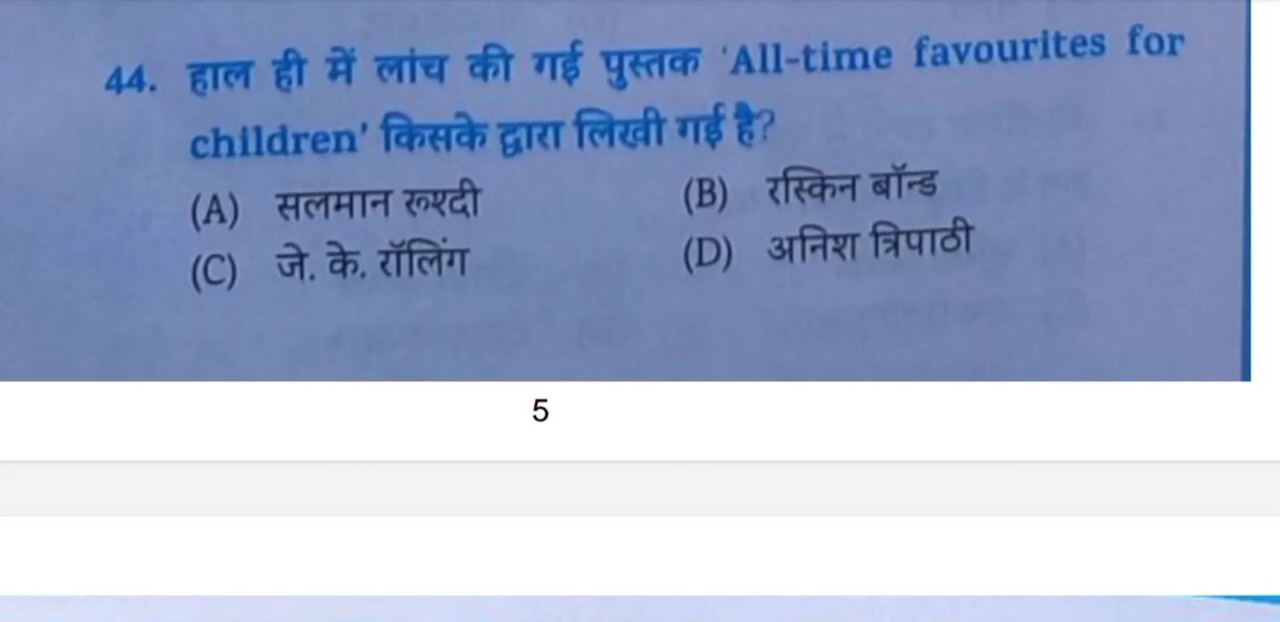 44. हाल ही में लांच की गई पुस्तक 'All-time favourites for
children' किसके द्वारा लिखी गई है?
(A) सलमान रूश्दी (B) रस्किन बॉन्ड
(C) जे. के. रॉलिंग (D) अनिश त्रिपाठी
5